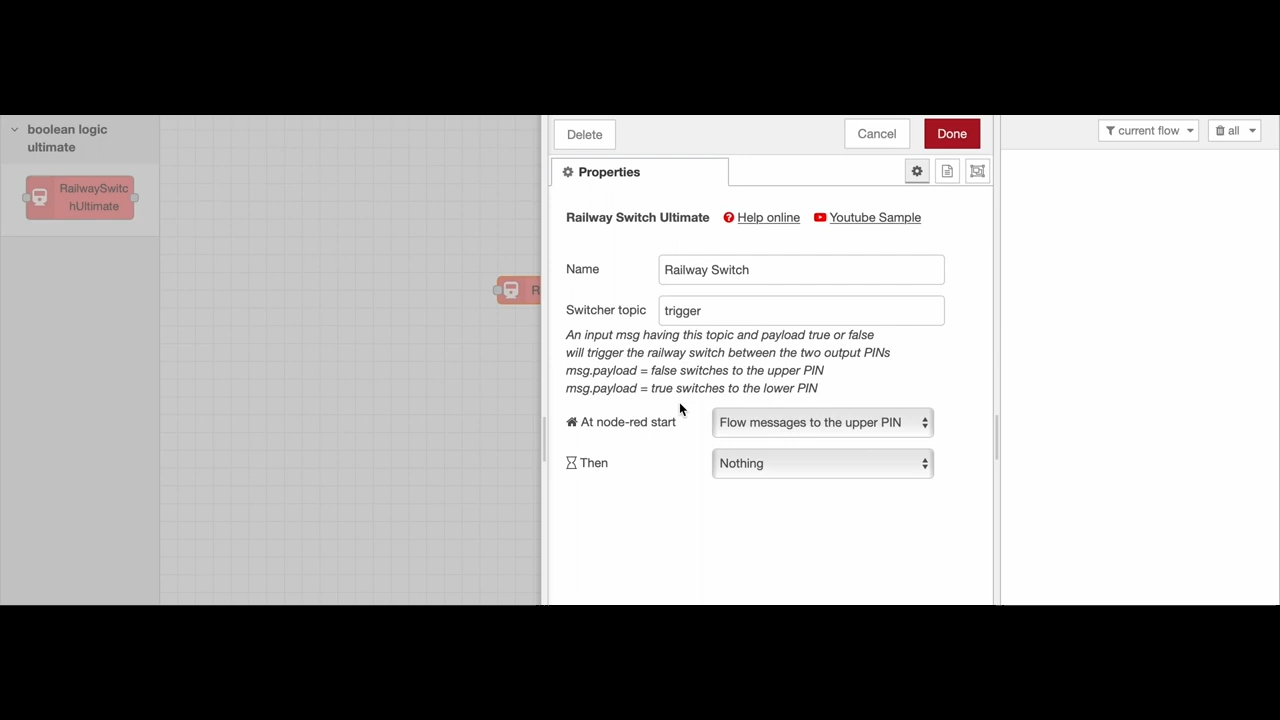 boolean logic
ultimate
RailwaySwitc
hUltimate
R
Delete
Cancel
Done
Properties
Railway Switch Ultimate
Help online
Youtube Sample
Name
Railway Switch
Switcher topic
trigger
An input msg having this topic and payload true or false
will trigger the railway switch between the two output PINs
msg.payload = false switches to the upper PIN
msg.payload = true switches to the lower PIN
At node-red start
Flow messages to the upper PIN
Then
Nothing
current flow
all